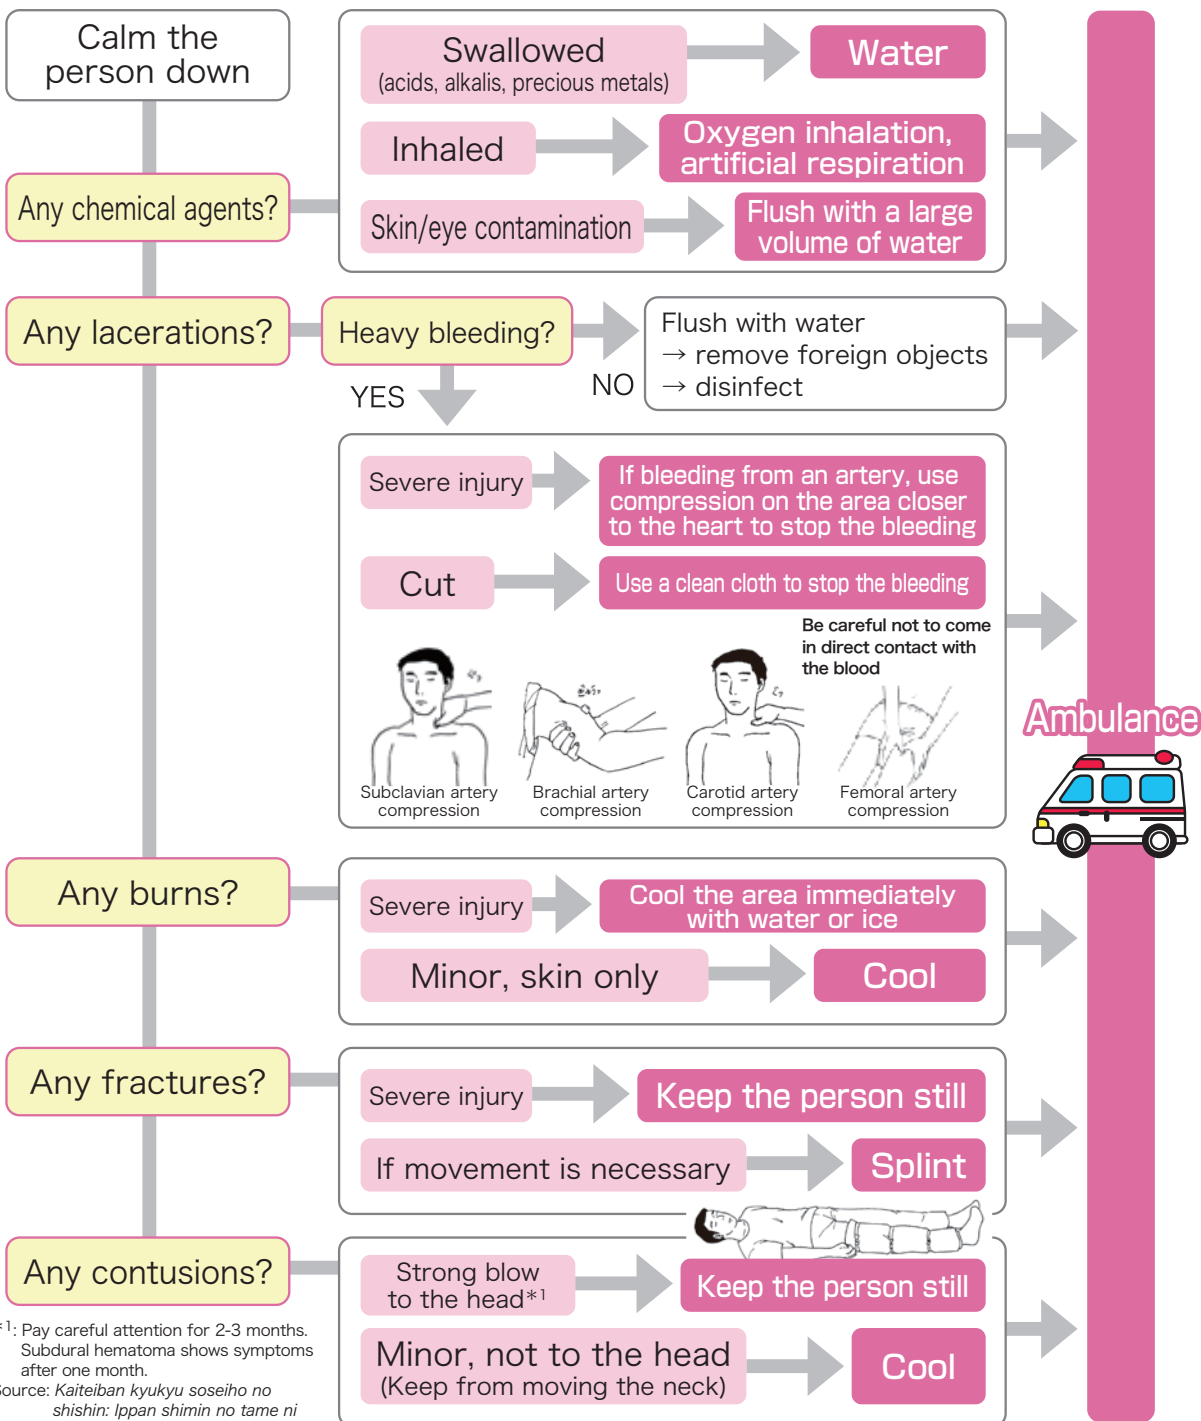 Calm the
person down
Any chemical agents?
Swallowed
(acids, alkalis, precious metals)
Water
Inhaled
Oxygen inhalation,
artificial respiration
Skin/eye contamination
Flush with a large
volume of water
Any lacerations?
Heavy bleeding?
NO
Flush with water
→ remove foreign objects
→ disinfect
YES
Severe injury
If bleeding from an artery, use
compression on the area closer
to the heart to stop the bleeding
Cut
Use a clean cloth to stop the bleeding
Be careful not to come
in direct contact with
the blood
Subclavian artery
compression
Brachial artery
compression
Carotid artery
compression
Femoral artery
compression
Ambulance
Any burns?
Severe injury
Cool the area immediately
with water or ice
Minor, skin only
Cool
Any fractures?
Severe injury
Keep the person still
If movement is necessary
Splint
Any contusions?
Strong blow
to the head*1
Keep the person still
Minor, not to the head
(Keep from moving the neck)
Cool
*1: Pay careful attention for 2-3 months.
Subdural hematoma shows symptoms
after one month.
Source: Kaiteiban kyukyu soseiho no
shishin: Ippan shimin no tame ni